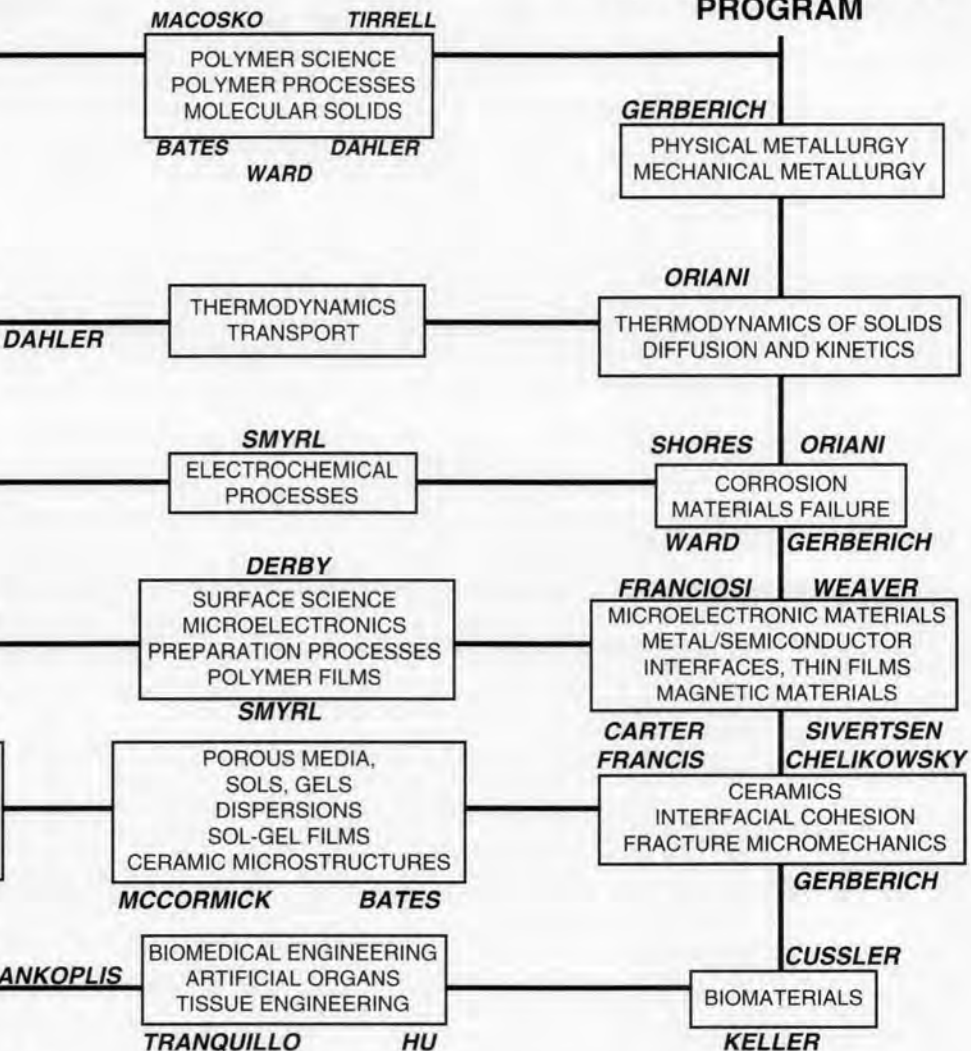 PROGRAM
MACOSKO TIRRELL
POLYMER SCIENCE
POLYMER PROCESSES
MOLECULAR SOLIDS
BATES DAHLER
WARD
GERBERICH
PHYSICAL METALLURGY
MECHANICAL METALLURGY
DAHLER
THERMODYNAMICS
TRANSPORT
ORIANI
THERMODYNAMICS OF SOLIDS
DIFFUSION AND KINETICS
SMYRL
ELECTROCHEMICAL
PROCESSES
SHORES ORIANI
CORROSION
MATERIALS FAILURE
WARD GERBERICH
DERBY
SURFACE SCIENCE
MICROELECTRONICS
PREPARATION PROCESSES
POLYMER FILMS
SMYRL
FRANCIOSI WEAVER
MICROELECTRONIC MATERIALS
METAL/SEMICONDUCTOR
INTERFACES, THIN FILMS
MAGNETIC MATERIALS
CARTER SIVERTSEN
FRANCIS CHELIKOWSKY
POROUS MEDIA,
SOLS, GELS
DISPERSIONS
SOL-GEL FILMS
CERAMIC MICROSTRUCTURES
MCCORMICK BATES
CERAMICS
INTERFACIAL COHESION
FRACTURE MICROMECHANICS
GERBERICH
ANKOPLIS
BIOMEDICAL ENGINEERING
ARTIFICIAL ORGANS
TISSUE ENGINEERING
TRANQUILLO HU
CUSSLER
BIOMATERIALS
KELLER